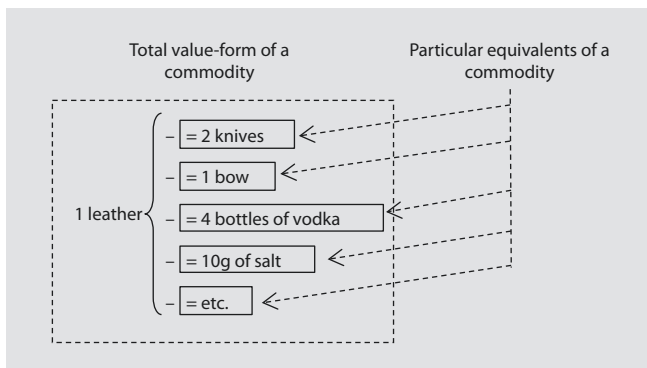 Total value-form of a
commodity
Particular equivalents of a
commodity
1 leather
– = 2 knives
– = 1 bow
– = 4 bottles of vodka
– = 10g of salt
– = etc.